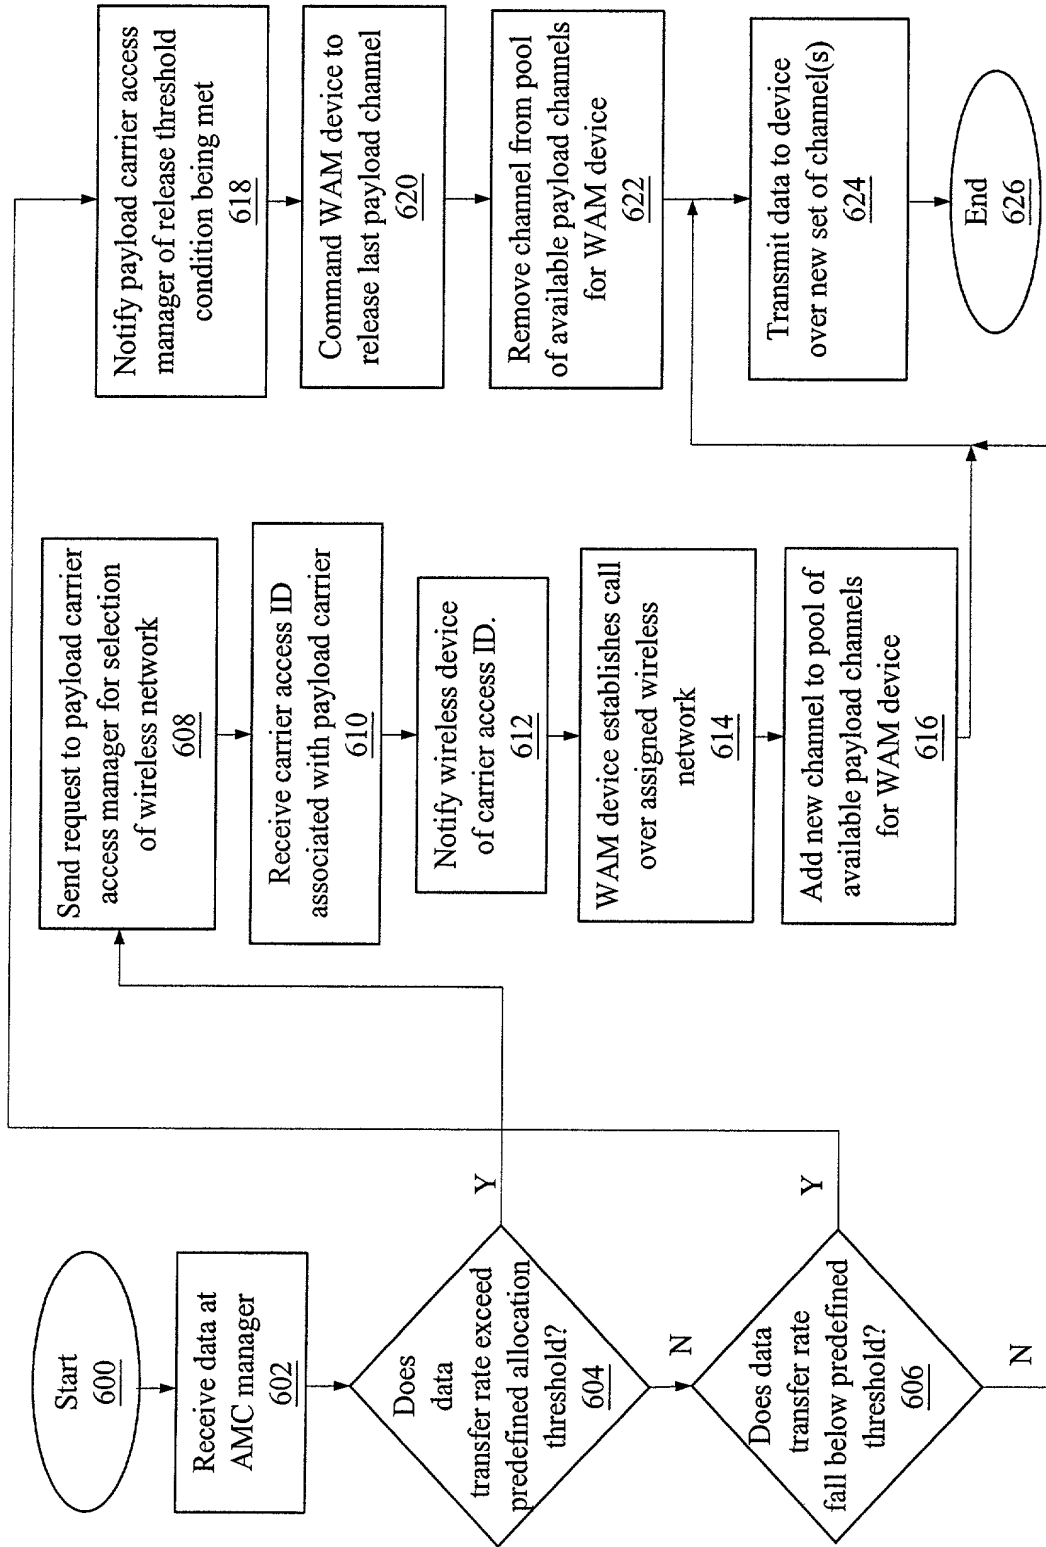 Start
600
Receive data at
AMC manager
602
Does
data
transfer rate exceed
predefined allocation
threshold?
604
Y
N
Does data
transfer rate
fall below predefined
threshold?
606
Y
N
Send request to payload carrier
access manager for selection
of wireless network
608
Receive carrier access ID
associated with payload carrier
610
Notify wireless device
of carrier access ID.
612
WAM device establishes call
over assigned wireless
network
614
Add new channel to pool of
available payload channels
for WAM device
616
Notify payload carrier access
manager of release threshold
condition being met
618
Command WAM device to
release last payload channel
620
Remove channel from pool
of available payload channels
for WAM device
622
Transmit data to device
over new set of channel(s)
624
End
626